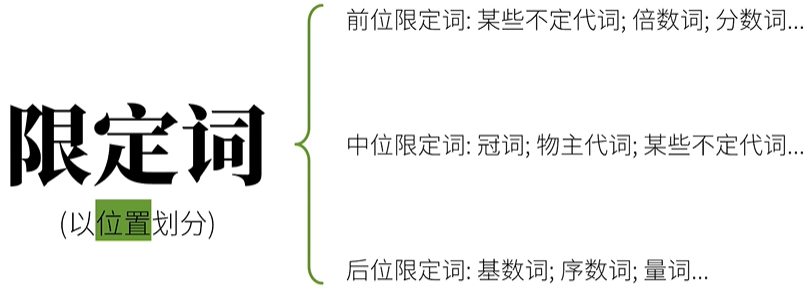 限定词
(以位置划分)
前位限定词: 某些不定代词; 倍数词; 分数词...
中位限定词: 冠词; 物主代词; 某些不定代词...
后位限定词: 基数词; 序数词; 量词...